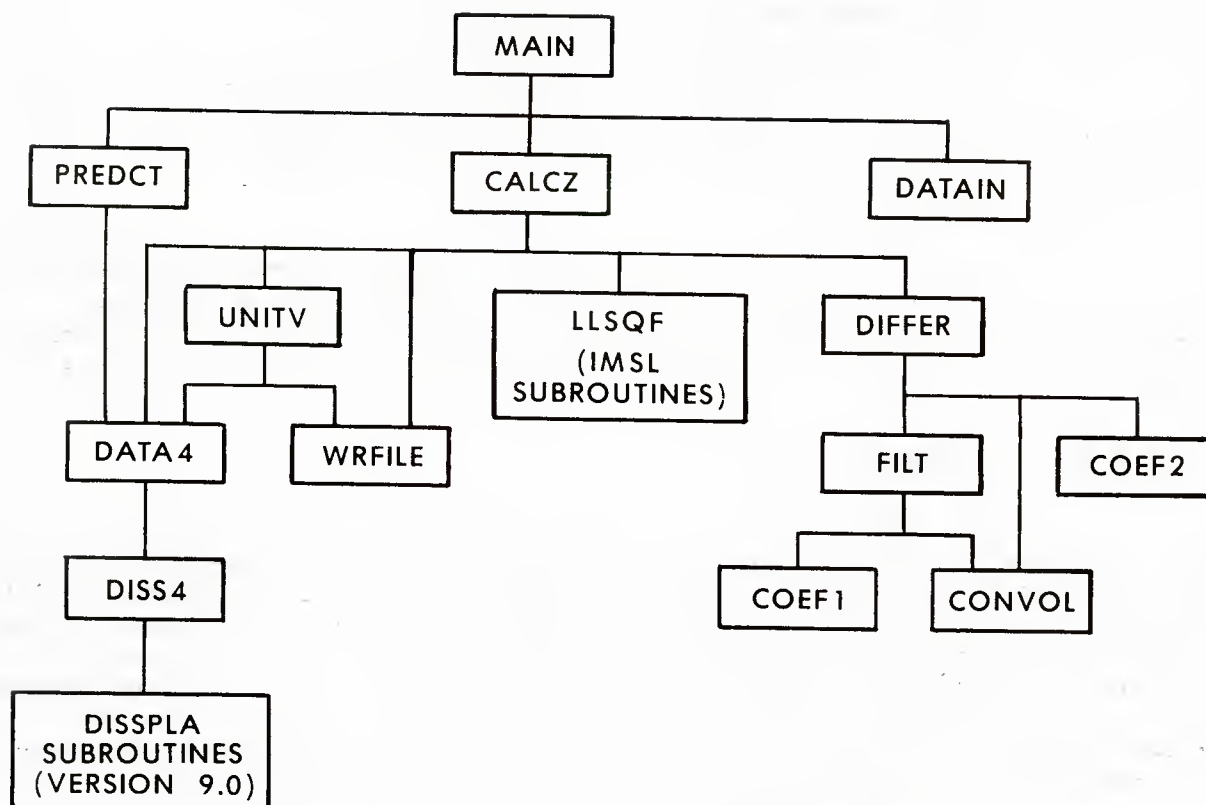 MAIN
PREDCT
CALCZ
DATAIN
UNITV
LLSQF
(IMSL
SUBROUTINES)
DIFFER
DATA4
WRFILE
FILT
COEF2
DISS4
COEF1
CONVOL
DISSPLA
SUBROUTINES
(VERSION 9.0)